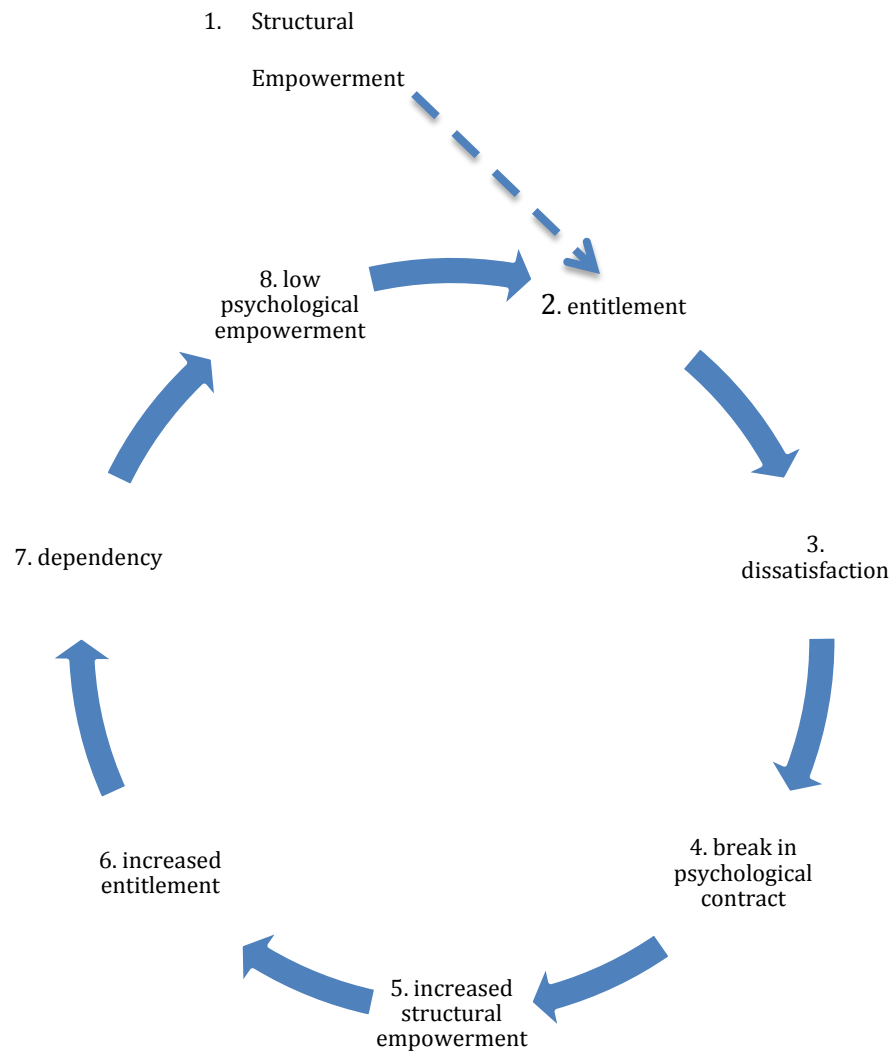 1. Structural
Empowerment
8. low
psychological
empowerment
2. entitlement
3.
dissatisfaction
7. dependency
4. break in
psychological
contract
6. increased
entitlement
5. increased
structural
empowerment